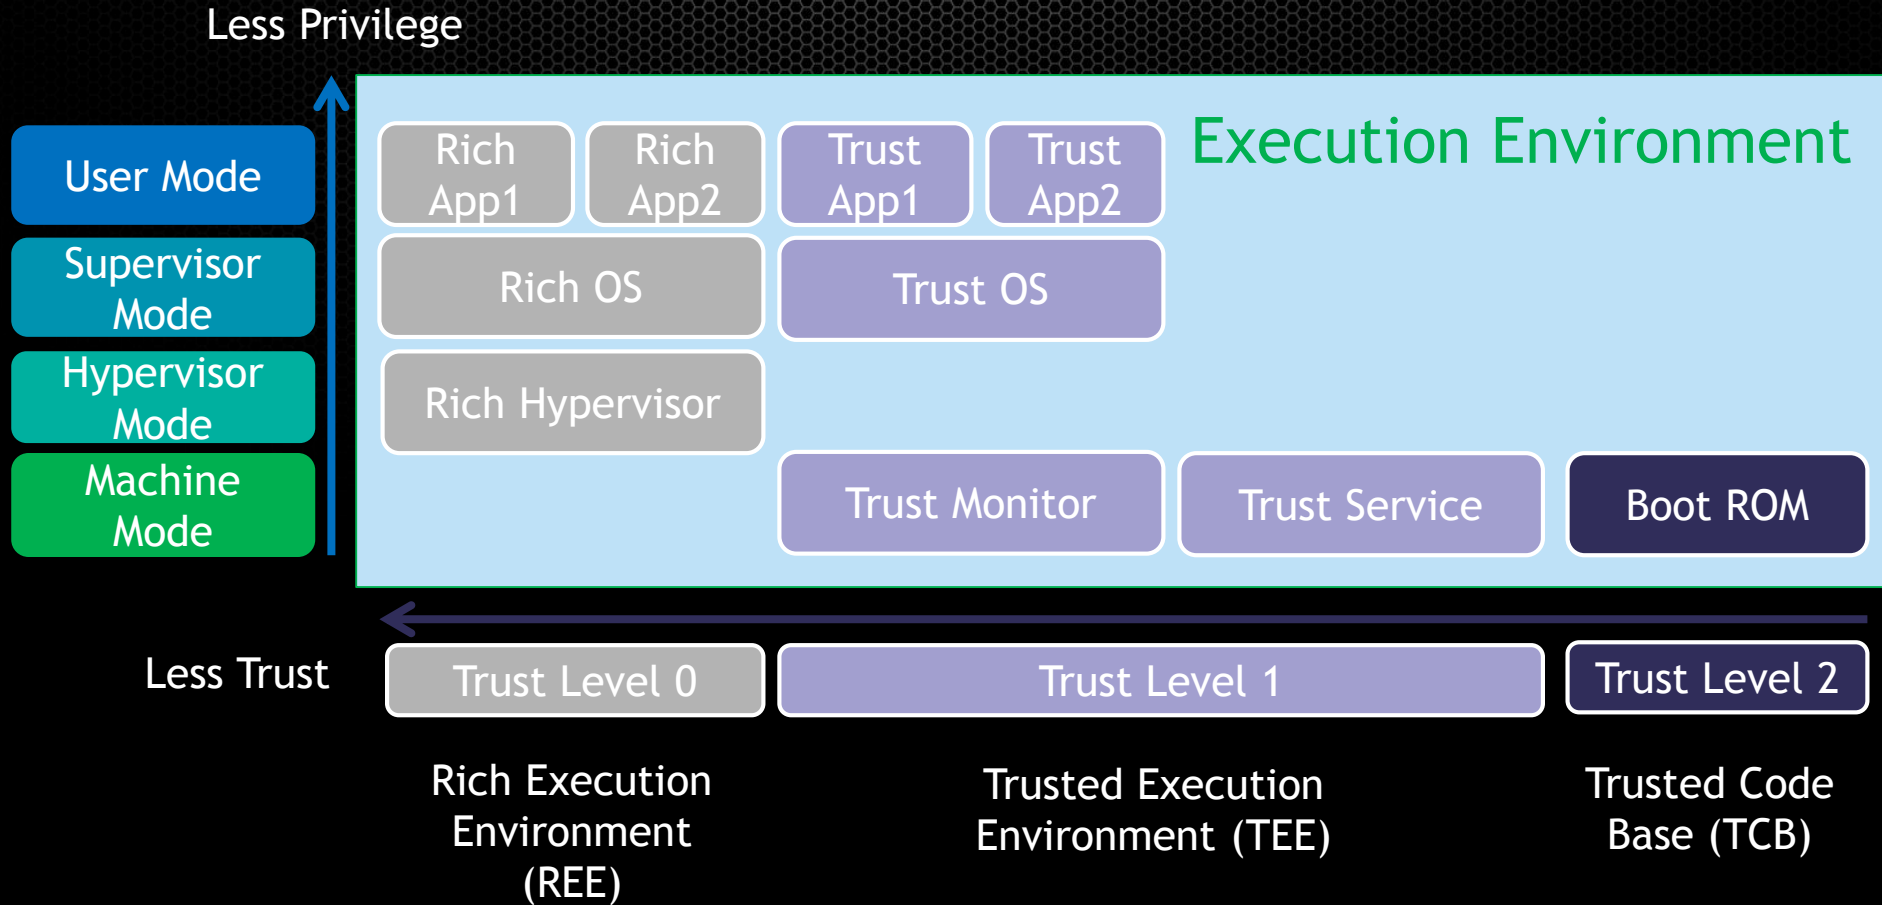 Less Privilege
Execution Environment
User Mode
Rich
App1
Rich
App2
Trust
App1
Trust
App2
Supervisor
Mode
Rich OS
Trust OS
Hypervisor
Mode
Rich Hypervisor
Machine
Mode
Trust Monitor
Trust Service
Boot ROM
Less Trust
Trust Level 0
Trust Level 1
Trust Level 2
Rich Execution
Environment
(REE)
Trusted Execution
Environment (TEE)
Trusted Code
Base (TCB)